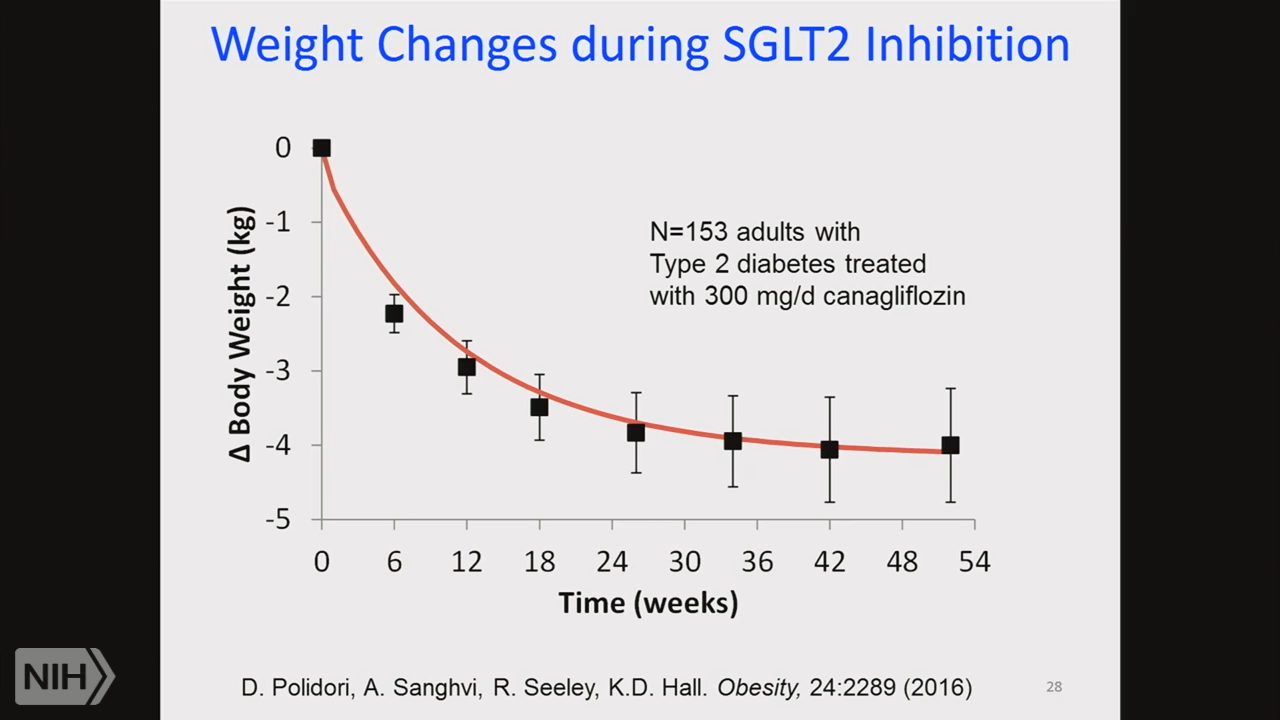 Weight Changes during SGLT2 Inhibition
0
-1
-2
-3
-4
-5
Δ Body Weight (kg)
N=153 adults with
Type 2 diabetes treated
with 300 mg/d canagliflozin
0 6 12 18 24 30 36 42 48 54
Time (weeks)
NIH
D. Polidori, A. Sanghvi, R. Seeley, K.D. Hall. Obesity, 24:2289 (2016)
28